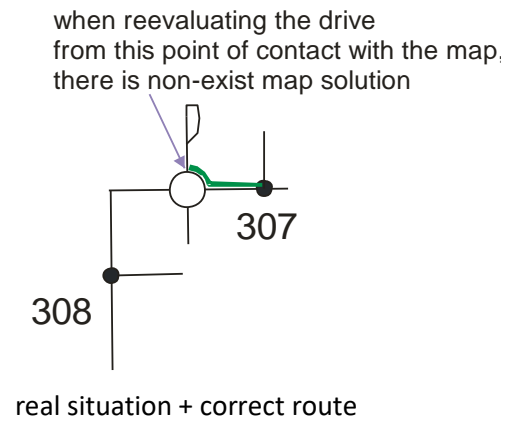 when reevaluating the drive
from this point of contact with the map,
there is non-exist map solution
307
308
real situation + correct route